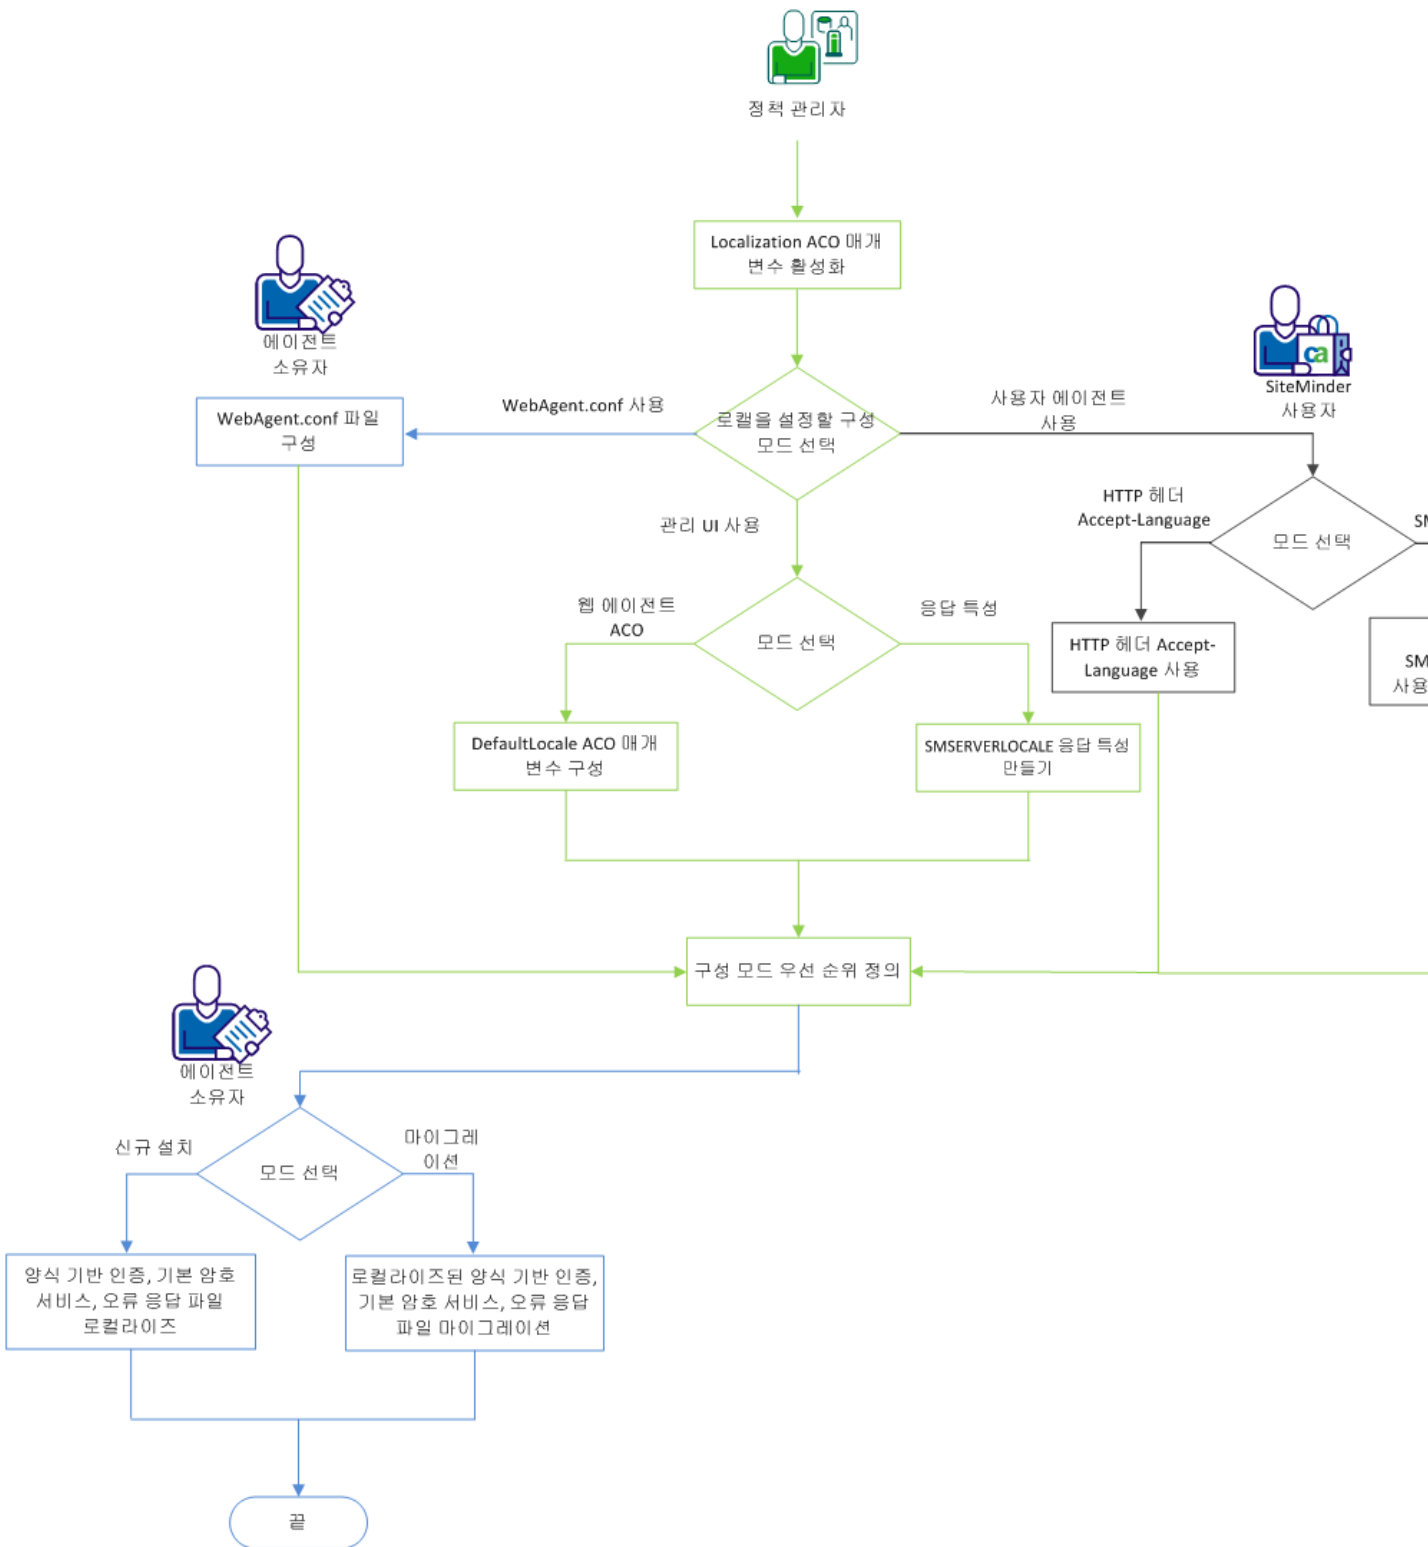 정책 관리자
Localization ACO 매개
변수 활성화
에이전트
소유자
ca
SiteMinder
사용자
WebAgent.conf 파일
구성
WebAgent.conf 사용
로캘을 설정할 구성
모드 선택
사용자 에이전트
사용
HTTP 헤더
Accept-Language
모드 선택
SM
관리 UI 사용
웹 에이전트
ACO
모드 선택
응답 특성
HTTP 헤더 Accept-
Language 사용
SM
사용
DefaultLocale ACO 매개
변수 구성
SMSERVERLOCALE 응답 특성
만들기
구성 모드 우선 순위 정의
에이전트
소유자
신규 설치
모드 선택
마이그레
이션
양식 기반 인증, 기본 암호
서비스, 오류 응답 파일
로컬라이즈
로컬라이즈된 양식 기반 인증,
기본 암호 서비스, 오류 응답
파일 마이그레이션
끝